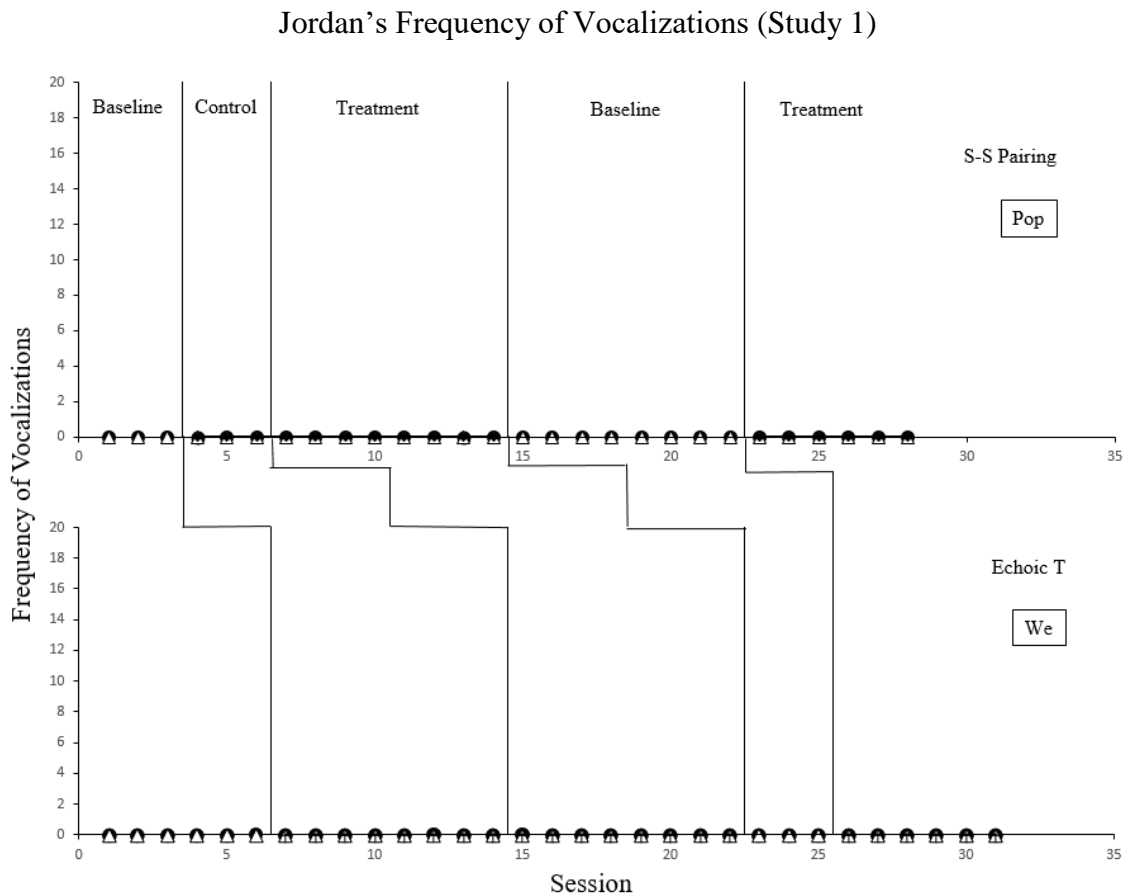 Jordan’s Frequency of Vocalizations (Study 1)
20
18
16
14
12
10
8
6
4
2
0
Baseline
Control
Treatment
Baseline
Treatment
S-S Pairing
Pop
0 5 10 15 20 25 30 35
Frequency of Vocalizations
20
18
16
14
12
10
8
6
4
2
0
Echoic T
We
0 5 10 15 20 25 30 35
Session